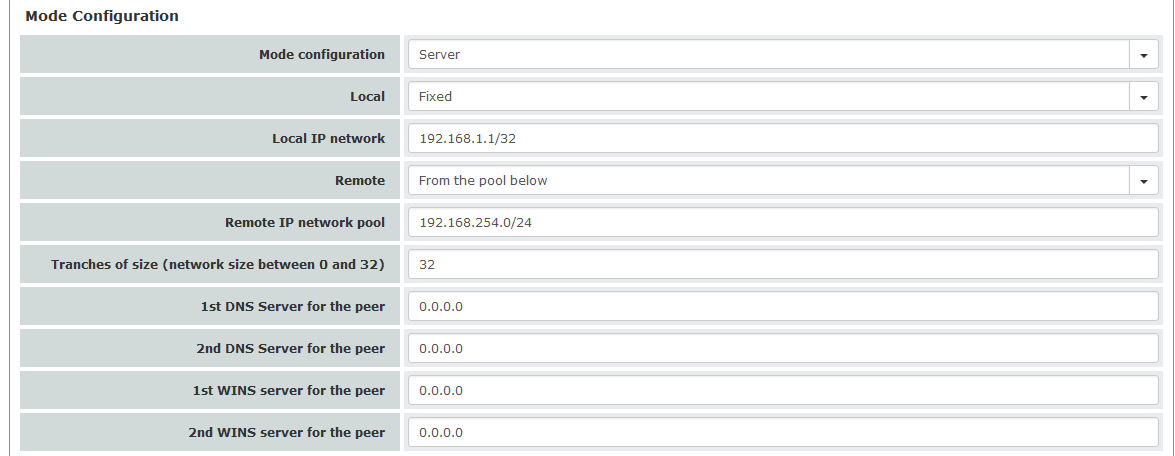 Mode Configuration
Mode configuration Server
Local Fixed
Local IP network 192.168.1.1/32
Remote From the pool below
Remote IP network pool 192.168.254.0/24
Tranches of size (network size between 0 and 32) 32
1st DNS Server for the peer 0.0.0.0
2nd DNS Server for the peer 0.0.0.0
1st WINS server for the peer 0.0.0.0
2nd WINS server for the peer 0.0.0.0